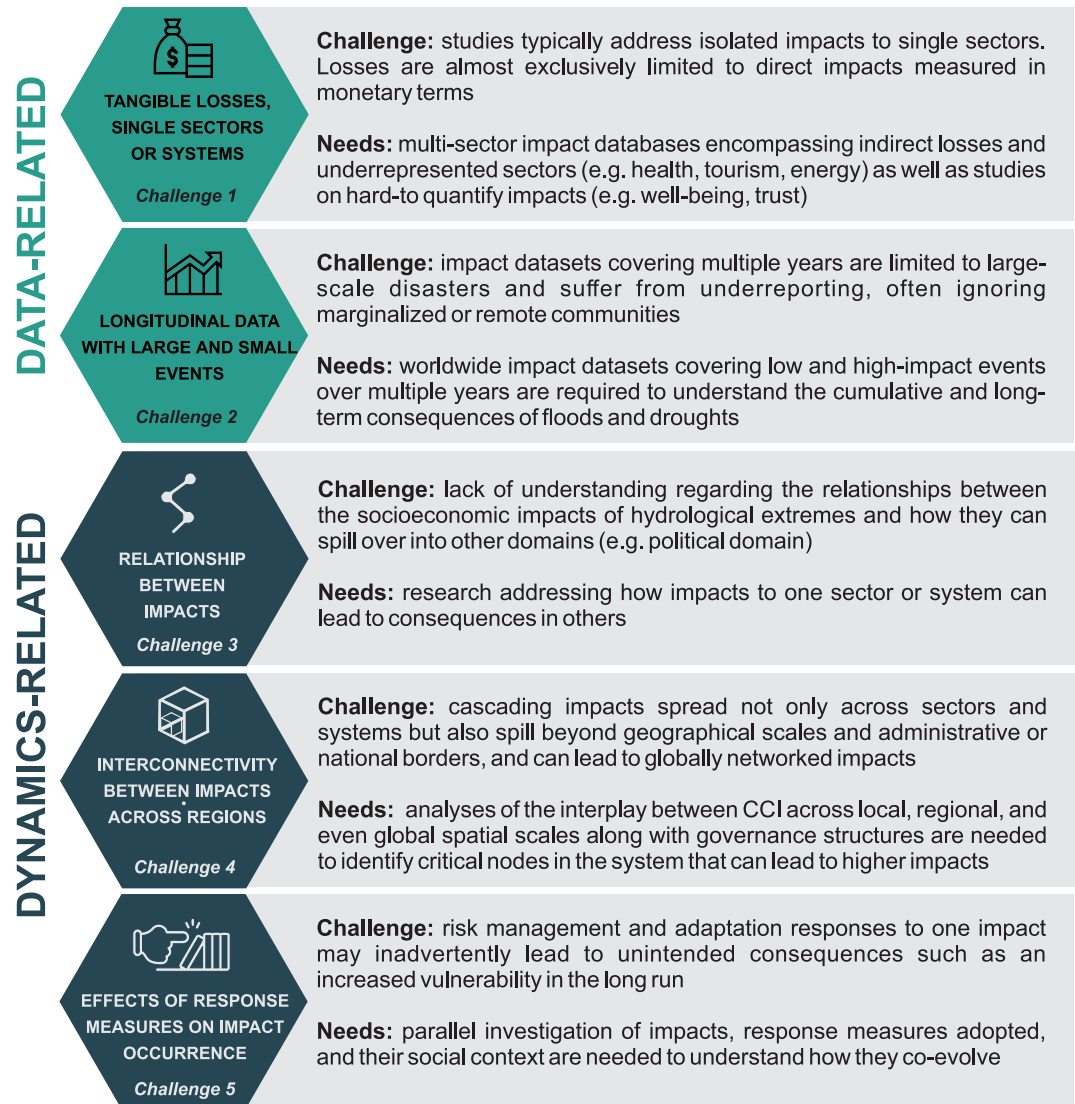 DATA-RELATED
TANGIBLE LOSSES,
SINGLE SECTORS
OR SYSTEMS
Challenge 1
Challenge: studies typically address isolated impacts to single sectors.
Losses are almost exclusively limited to direct impacts measured in
monetary terms
Needs: multi-sector impact databases encompassing indirect losses and
underrepresented sectors (e.g. health, tourism, energy) as well as studies
on hard-to quantify impacts (e.g. well-being, trust)
LONGITUDINAL DATA
WITH LARGE AND SMALL
EVENTS
Challenge 2
Challenge: impact datasets covering multiple years are limited to large-
scale disasters and suffer from underreporting, often ignoring
marginalized or remote communities
Needs: worldwide impact datasets covering low and high-impact events
over multiple years are required to understand the cumulative and long-
term consequences of floods and droughts
DYNAMICS-RELATED
RELATIONSHIP
BETWEEN
IMPACTS
Challenge 3
Challenge: lack of understanding regarding the relationships between
the socioeconomic impacts of hydrological extremes and how they can
spill over into other domains (e.g. political domain)
Needs: research addressing how impacts to one sector or system can
lead to consequences in others
INTERCONNECTIVITY
BETWEEN IMPACTS
ACROSS REGIONS
Challenge 4
Challenge: cascading impacts spread not only across sectors and
systems but also spill beyond geographical scales and administrative or
national borders, and can lead to globally networked impacts
Needs: analyses of the interplay between CCI across local, regional, and
even global spatial scales along with governance structures are needed
to identify critical nodes in the system that can lead to higher impacts
EFFECTS OF RESPONSE
MEASURES ON IMPACT
OCCURRENCE
Challenge 5
Challenge: risk management and adaptation responses to one impact
may inadvertently lead to unintended consequences such as an
increased vulnerability in the long run
Needs: parallel investigation of impacts, response measures adopted,
and their social context are needed to understand how they co-evolve